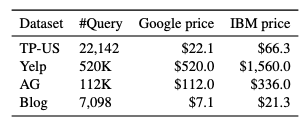 Dataset #Query Google price IBM price
TP-US 22,142 $22.1 $66.3
Yelp 520K $520.0 $1,560.0
AG 112K $112.0 $336.0
Blog 7,098 $7.1 $21.3